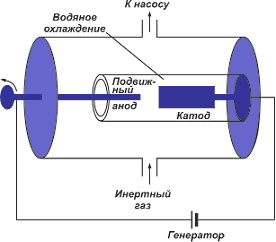 К насосу
Водяное
охлаждение
Подвиж-
ный
анод
Катод
Инертный
газ
Генератор